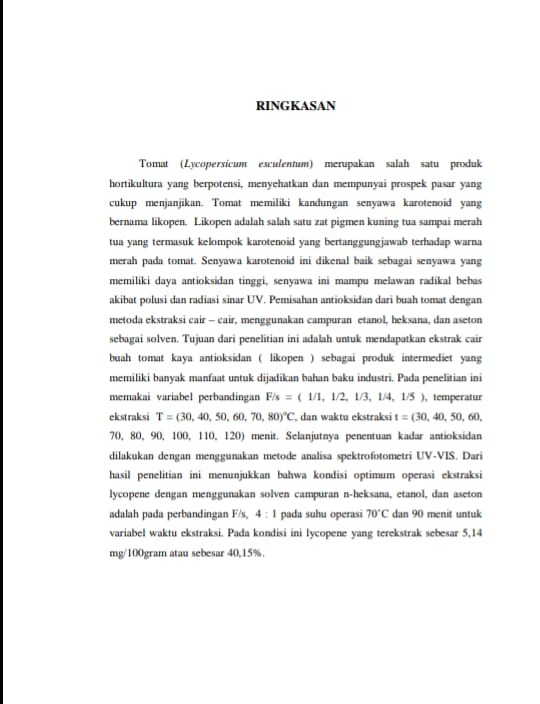 RINGKASAN
Tomat (Lycopersicum esculentum) merupakan salah satu produk
hortikultura yang berpotensi, menyehatkan dan mempunyai prospek pasar yang
cukup menjanjikan. Tomat memiliki kandungan senyawa karotenoid yang
bernama likopen. Likopen adalah salah satu zat pigmen kuning tua sampai merah
tua yang termasuk kelompok karotenoid yang bertanggungjawab terhadap warna
merah pada tomat. Senyawa karotenoid ini dikenal baik sebagai senyawa yang
memiliki daya antioksidan tinggi, senyawa ini mampu melawan radikal bebas
akibat polusi dan radiasi sinar UV. Pemisahan antioksidan dari buah tomat dengan
metoda ekstraksi cair – cair, menggunakan campuran etanol, heksana, dan aseton
sebagai solven. Tujuan dari penelitian ini adalah untuk mendapatkan ekstrak cair
buah tomat kaya antioksidan ( likopen ) sebagai produk intermediet yang
memiliki banyak manfaat untuk dijadikan bahan baku industri. Pada penelitian ini
memakai variabel perbandingan F/s = ( 1/1, 1/2, 1/3, 1/4, 1/5 ), temperatur
ekstraksi T = (30, 40, 50, 60, 70, 80)°C, dan waktu ekstraksi t = (30, 40, 50, 60,
70, 80, 90, 100, 110, 120) menit. Selanjutnya penentuan kadar antioksidan
dilakukan dengan menggunakan metode analisa spektrofotometri UV-VIS. Dari
hasil penelitian ini menunjukkan bahwa kondisi optimum operasi ekstraksi
lycopene dengan menggunakan solven campuran n-heksana, etanol, dan aseton
adalah pada perbandingan F/s, 4 : 1 pada suhu operasi 70°C dan 90 menit untuk
variabel waktu ekstraksi. Pada kondisi ini lycopene yang terekstrak sebesar 5,14
mg/100gram atau sebesar 40,15%.